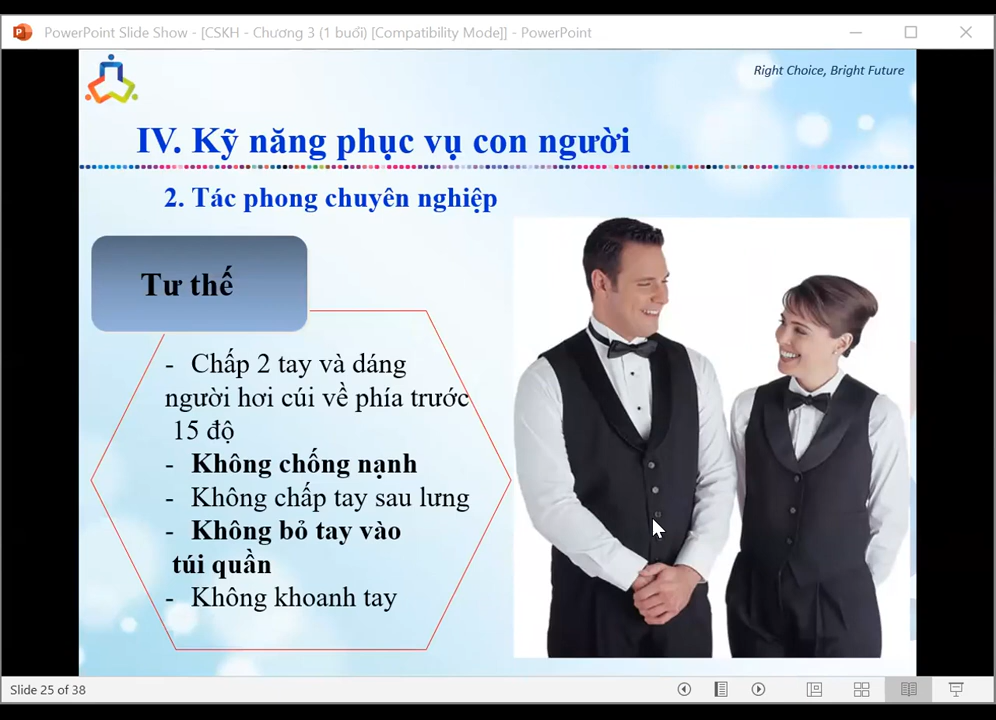 PowerPoint Slide Show - [CSKH - Chương 3 (1 buổi) [Compatibility Mode]] - PowerPoint
Right Choice, Bright Future
IV. Kỹ năng phục vụ con người
2. Tác phong chuyên nghiệp
Tư thế
- Chấp 2 tay và dáng
người hơi cúi về phía trước
15 độ
- Không chống nạnh
- Không chấp tay sau lưng
- Không bỏ tay vào
túi quần
- Không khoanh tay
Slide 25 of 38